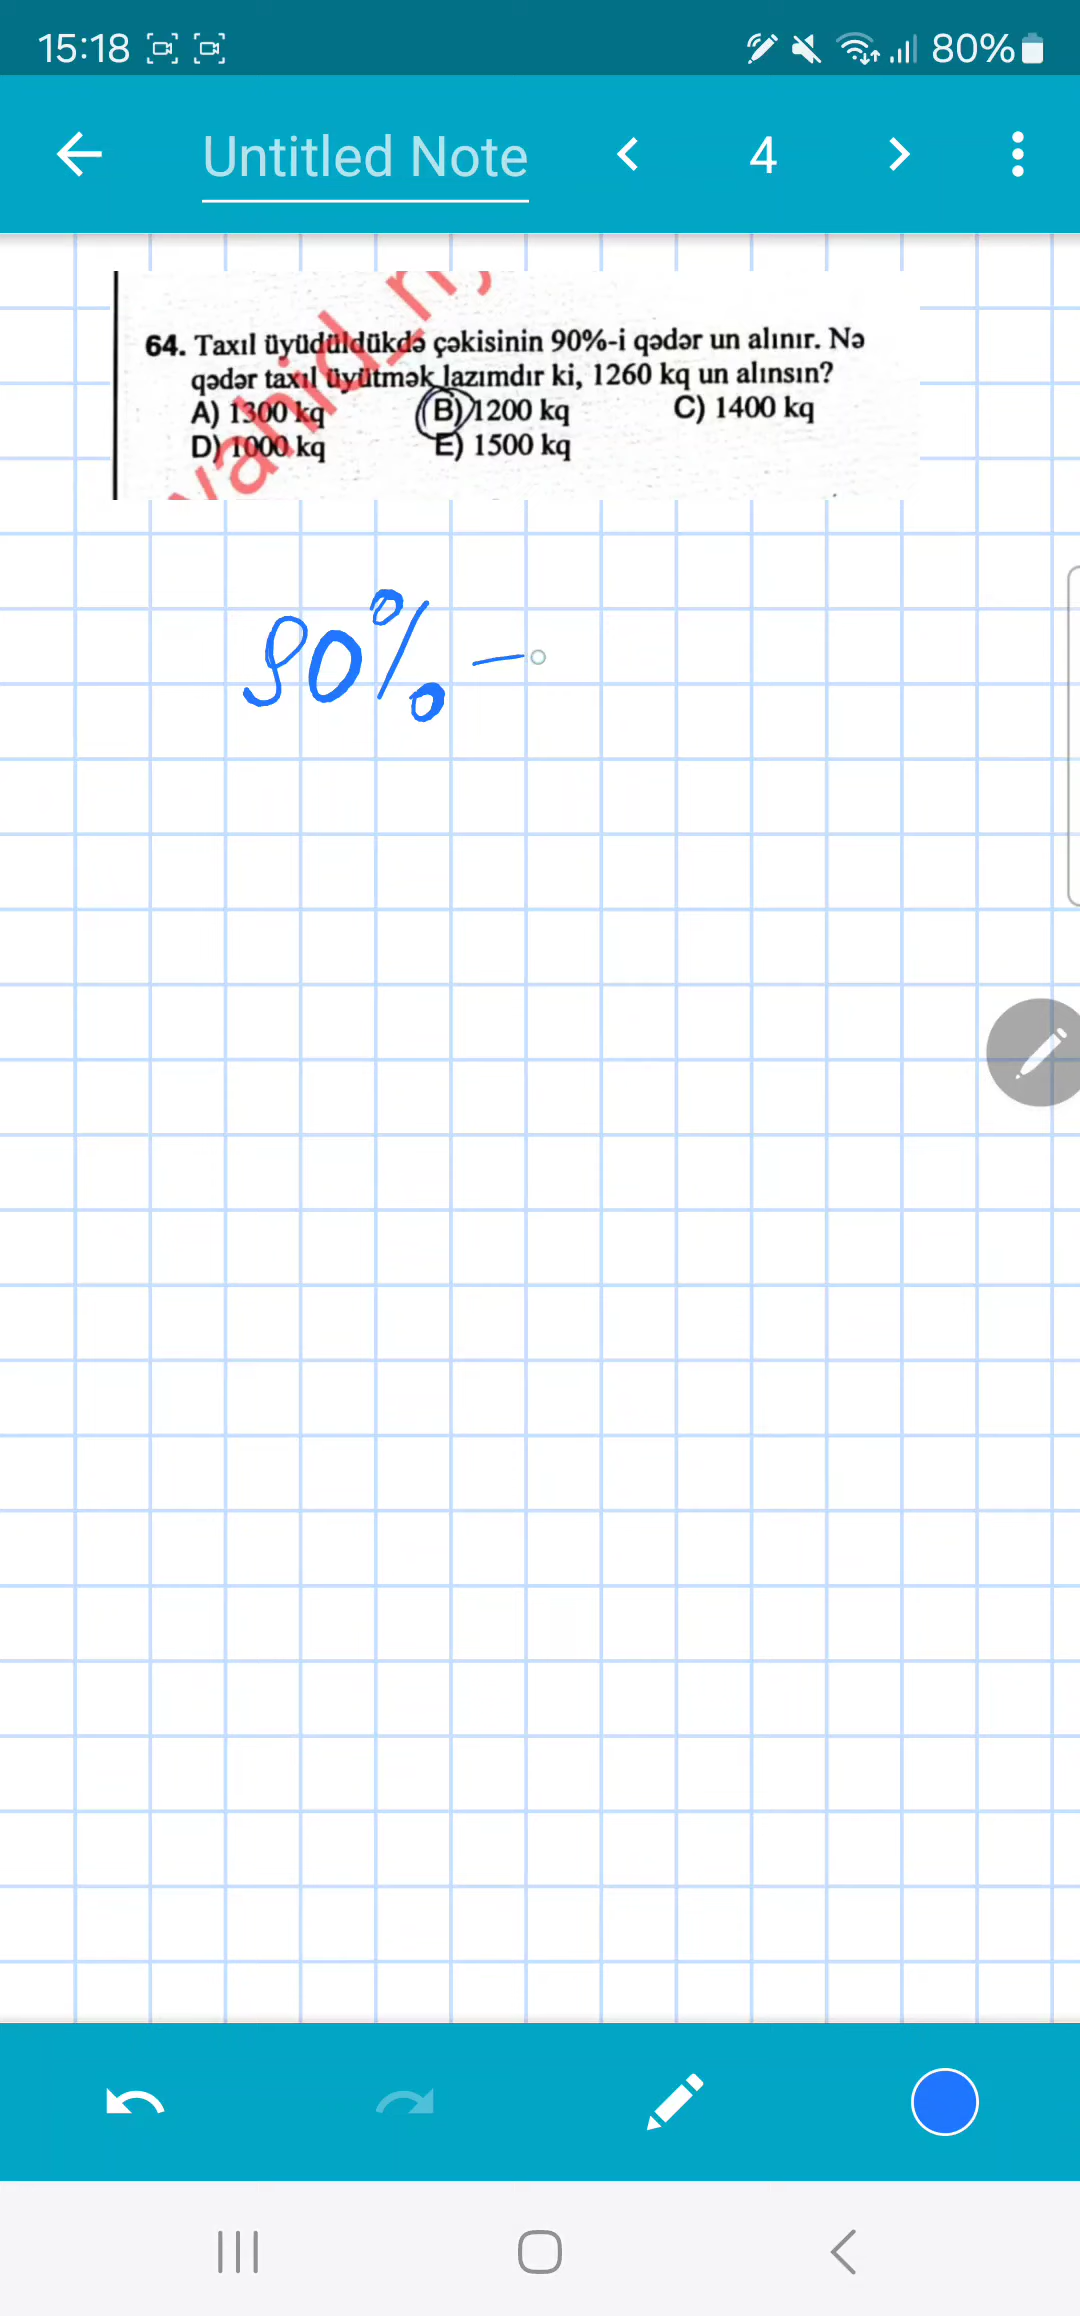 15:18 80%
Untitled Note 4
64. Taxıl üyüdüldükdə çəkisinin 90%-i qədər un alınır. Nə
qədər taxıl üyütmək lazımdır ki, 1260 kq un alınsın?
A) 1300 kq B) 1200 kq C) 1400 kq
D) 1000 kq E) 1500 kq
90% -